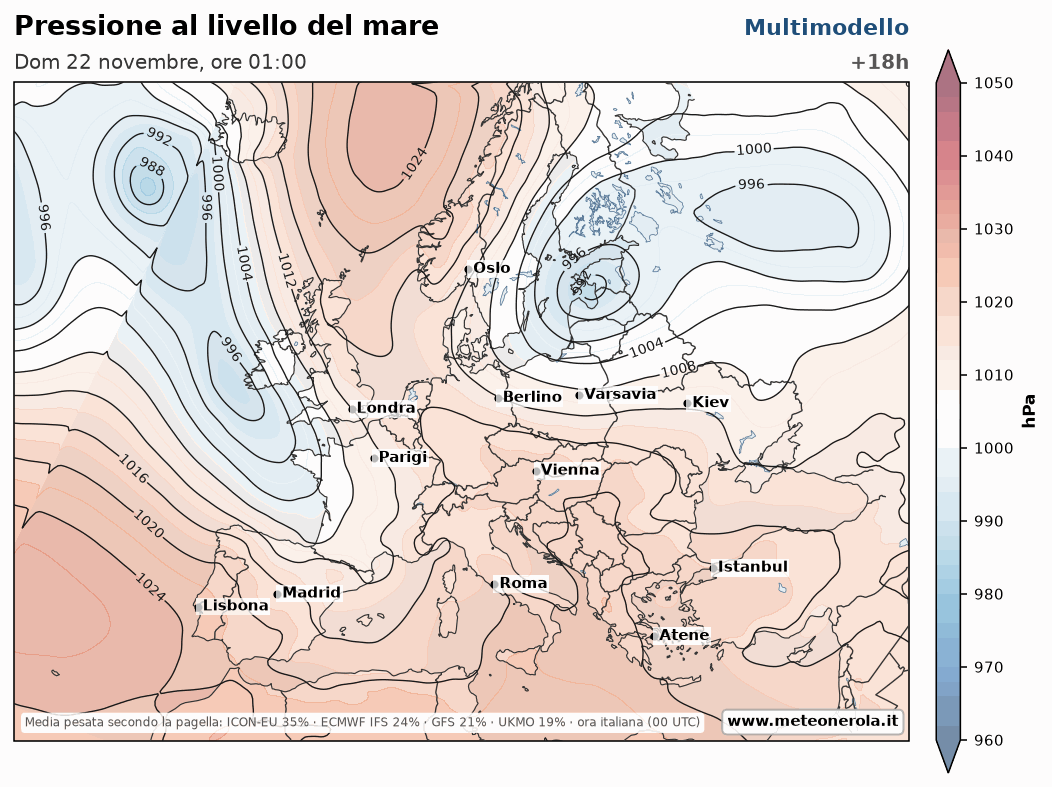 Pressione al livello del mare
Multimodello
Dom 22 novembre, ore 01:00
+18h
992
988
1000
996
996
1004
1012
996
1024
1000
996
996
992
1004
1008
1016
1020
1024
Oslo
Londra
Berlino
Varsavia
Kiev
Parigi
Vienna
Istanbul
Roma
Madrid
Lisbona
Atene
Media pesata secondo la pagella: ICON-EU 35% · ECMWF IFS 24% · GFS 21% · UKMO 19% · ora italiana (00 UTC)
www.meteonerola.it
1050
1040
1030
1020
1010
1000
990
980
970
960
hPa